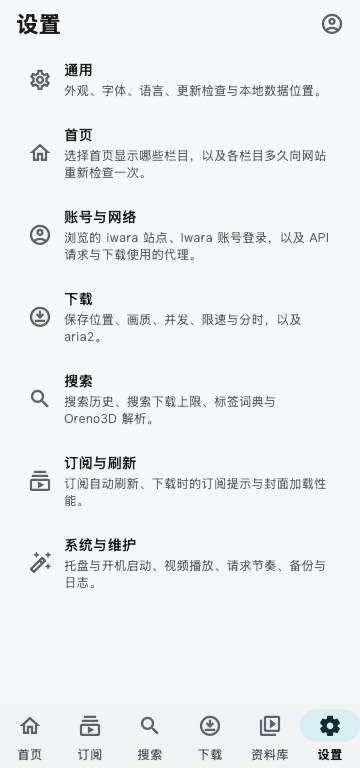 设置
通用
外观、字体、语言、更新检查与本地数据位置。
首页
选择首页显示哪些栏目，以及各栏目多久向网站
重新检查一次。
账号与网络
浏览的 iwara 站点、Iwara 账号登录，以及 API
请求与下载使用的代理。
下载
保存位置、画质、并发、限速与分时，以及
aria2。
搜索
搜索历史、搜索下载上限、标签词典与
Oreno3D 解析。
订阅与刷新
订阅自动刷新、下载时的订阅提示与封面加载性
能。
系统与维护
托盘与开机启动、视频播放、请求节奏、备份与
日志。
首页
订阅
搜索
下载
资料库
设置